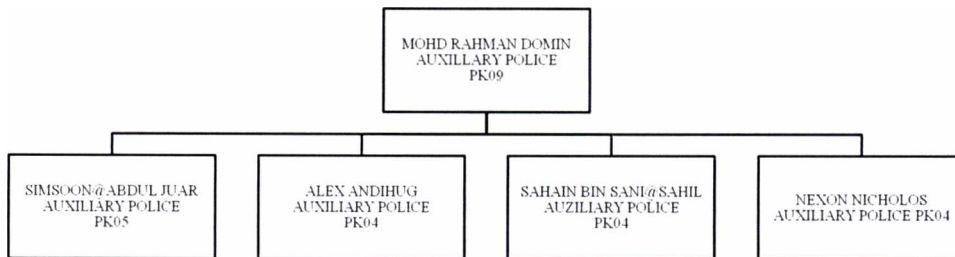 MOHD RAHMAN DOMIN
AUXILLARY POLICE
PK09
SIMSOON@ABDUL JUAR
AUXILIARY POLICE
PK05
ALEX ANDIHUG
AUXILIARY POLICE
PK04
SAHAIN BIN SANI@SAHIL
AUZILIARY POLICE
PK04
NEXON NICHOLOS
AUXILIARY POLICE PK04